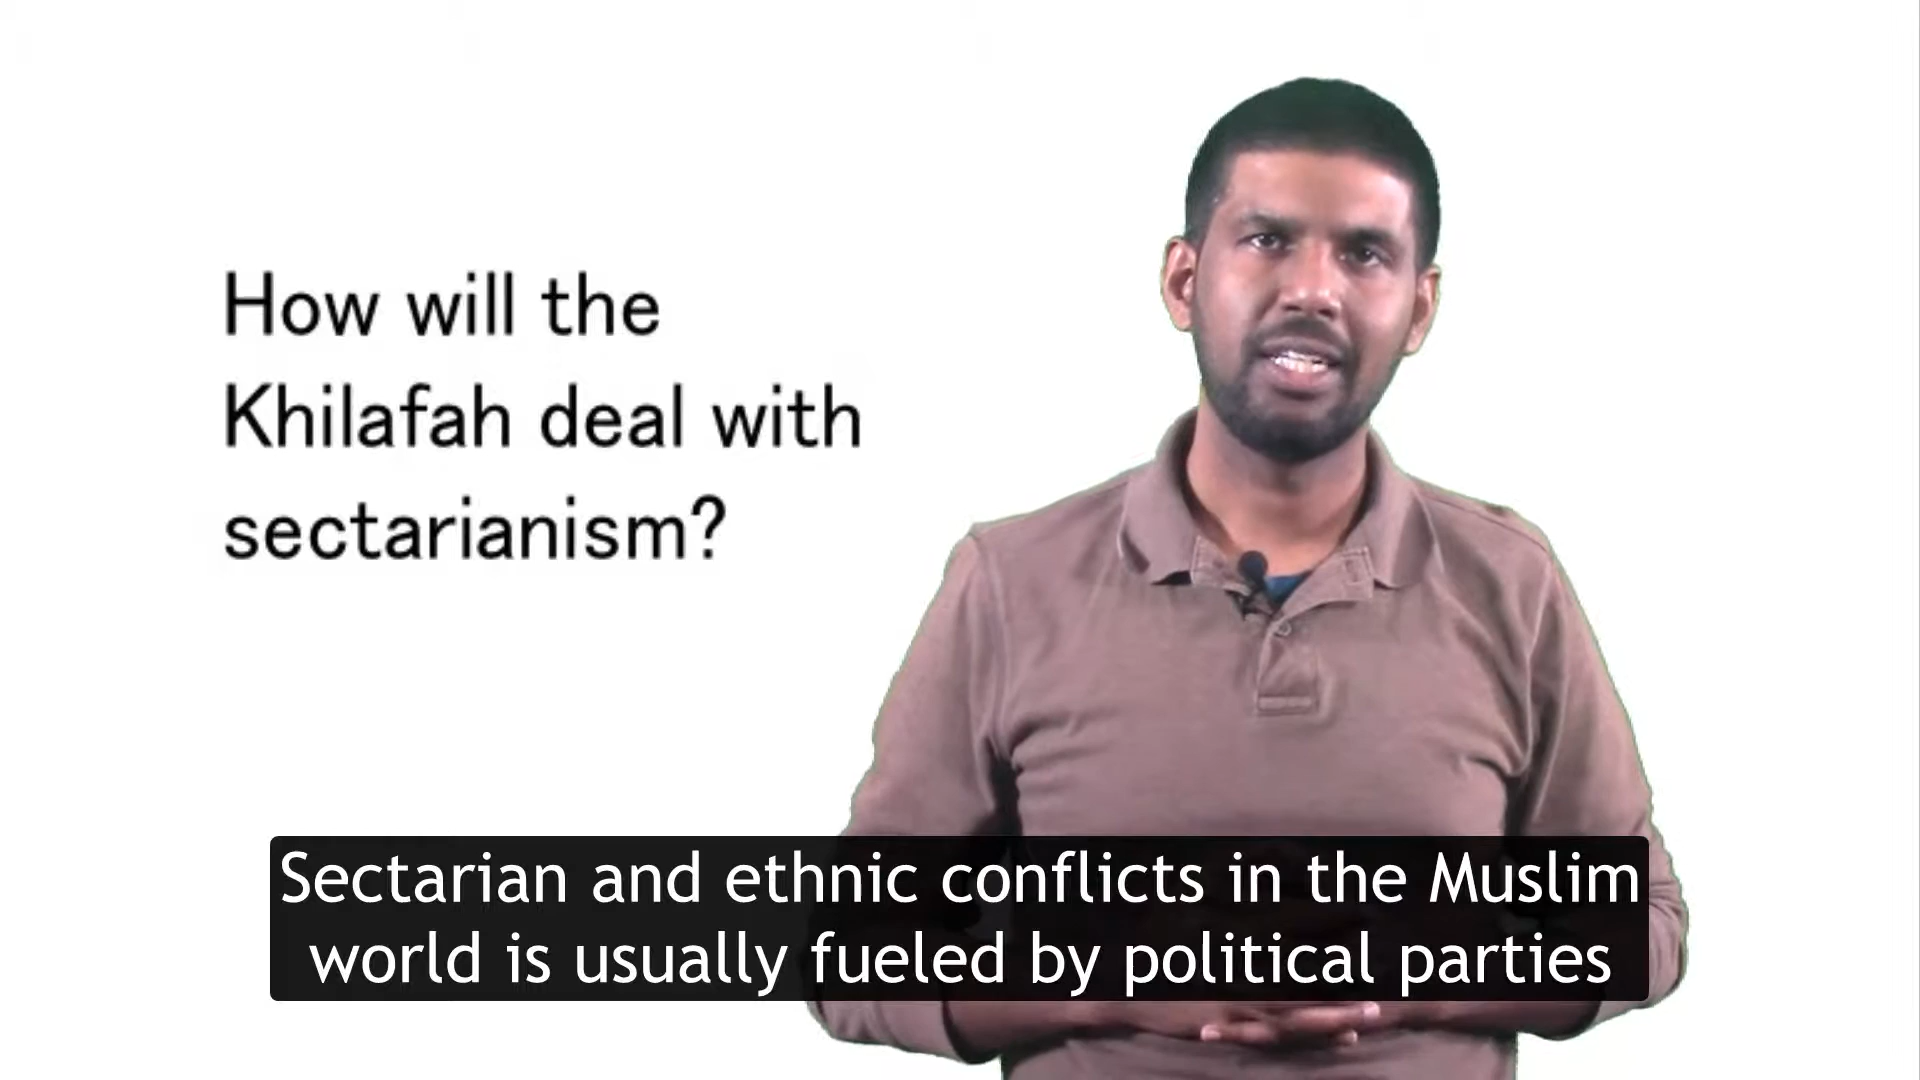 How will the
Khilafah deal with
sectarianism?
Sectarian and ethnic conflicts in the Muslim
world is usually fueled by political parties